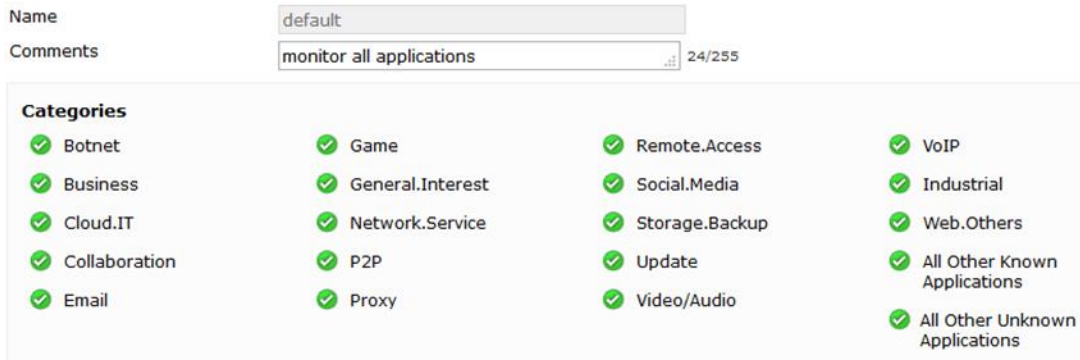 Name
default
Comments
monitor all applications
24/255
Categories
Botnet
Game
Remote.Access
VoIP
Business
General.Interest
Social.Media
Industrial
Cloud.IT
Network.Service
Storage.Backup
Web.Others
Collaboration
P2P
Update
All Other Known
Applications
Email
Proxy
Video/Audio
All Other Unknown
Applications